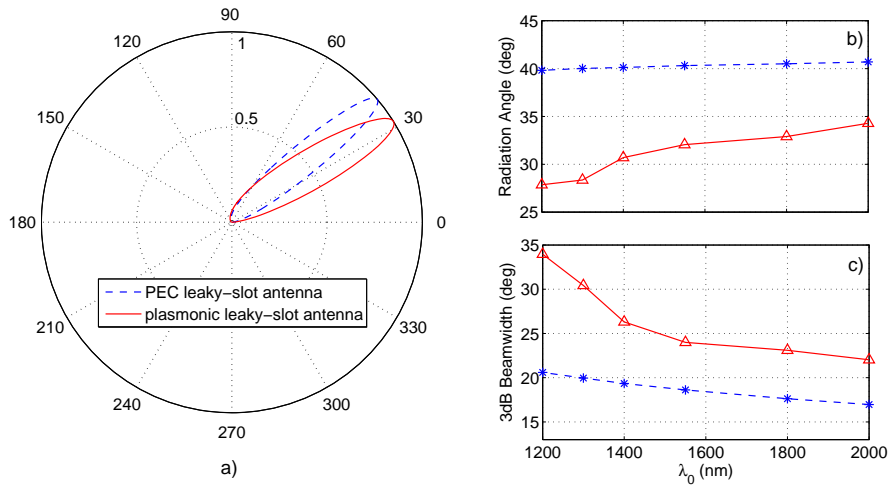 90
120
60
1
150
0.5
30
180
0
PEC leaky−slot antenna
plasmonic leaky−slot antenna
210
330
240
300
270
a)
b)
45
40
35
30
25
Radiation Angle (deg)
c)
35
30
25
20
15
3dB Beamwidth (deg)
1200 1400 1600 1800 2000
λ0 (nm)